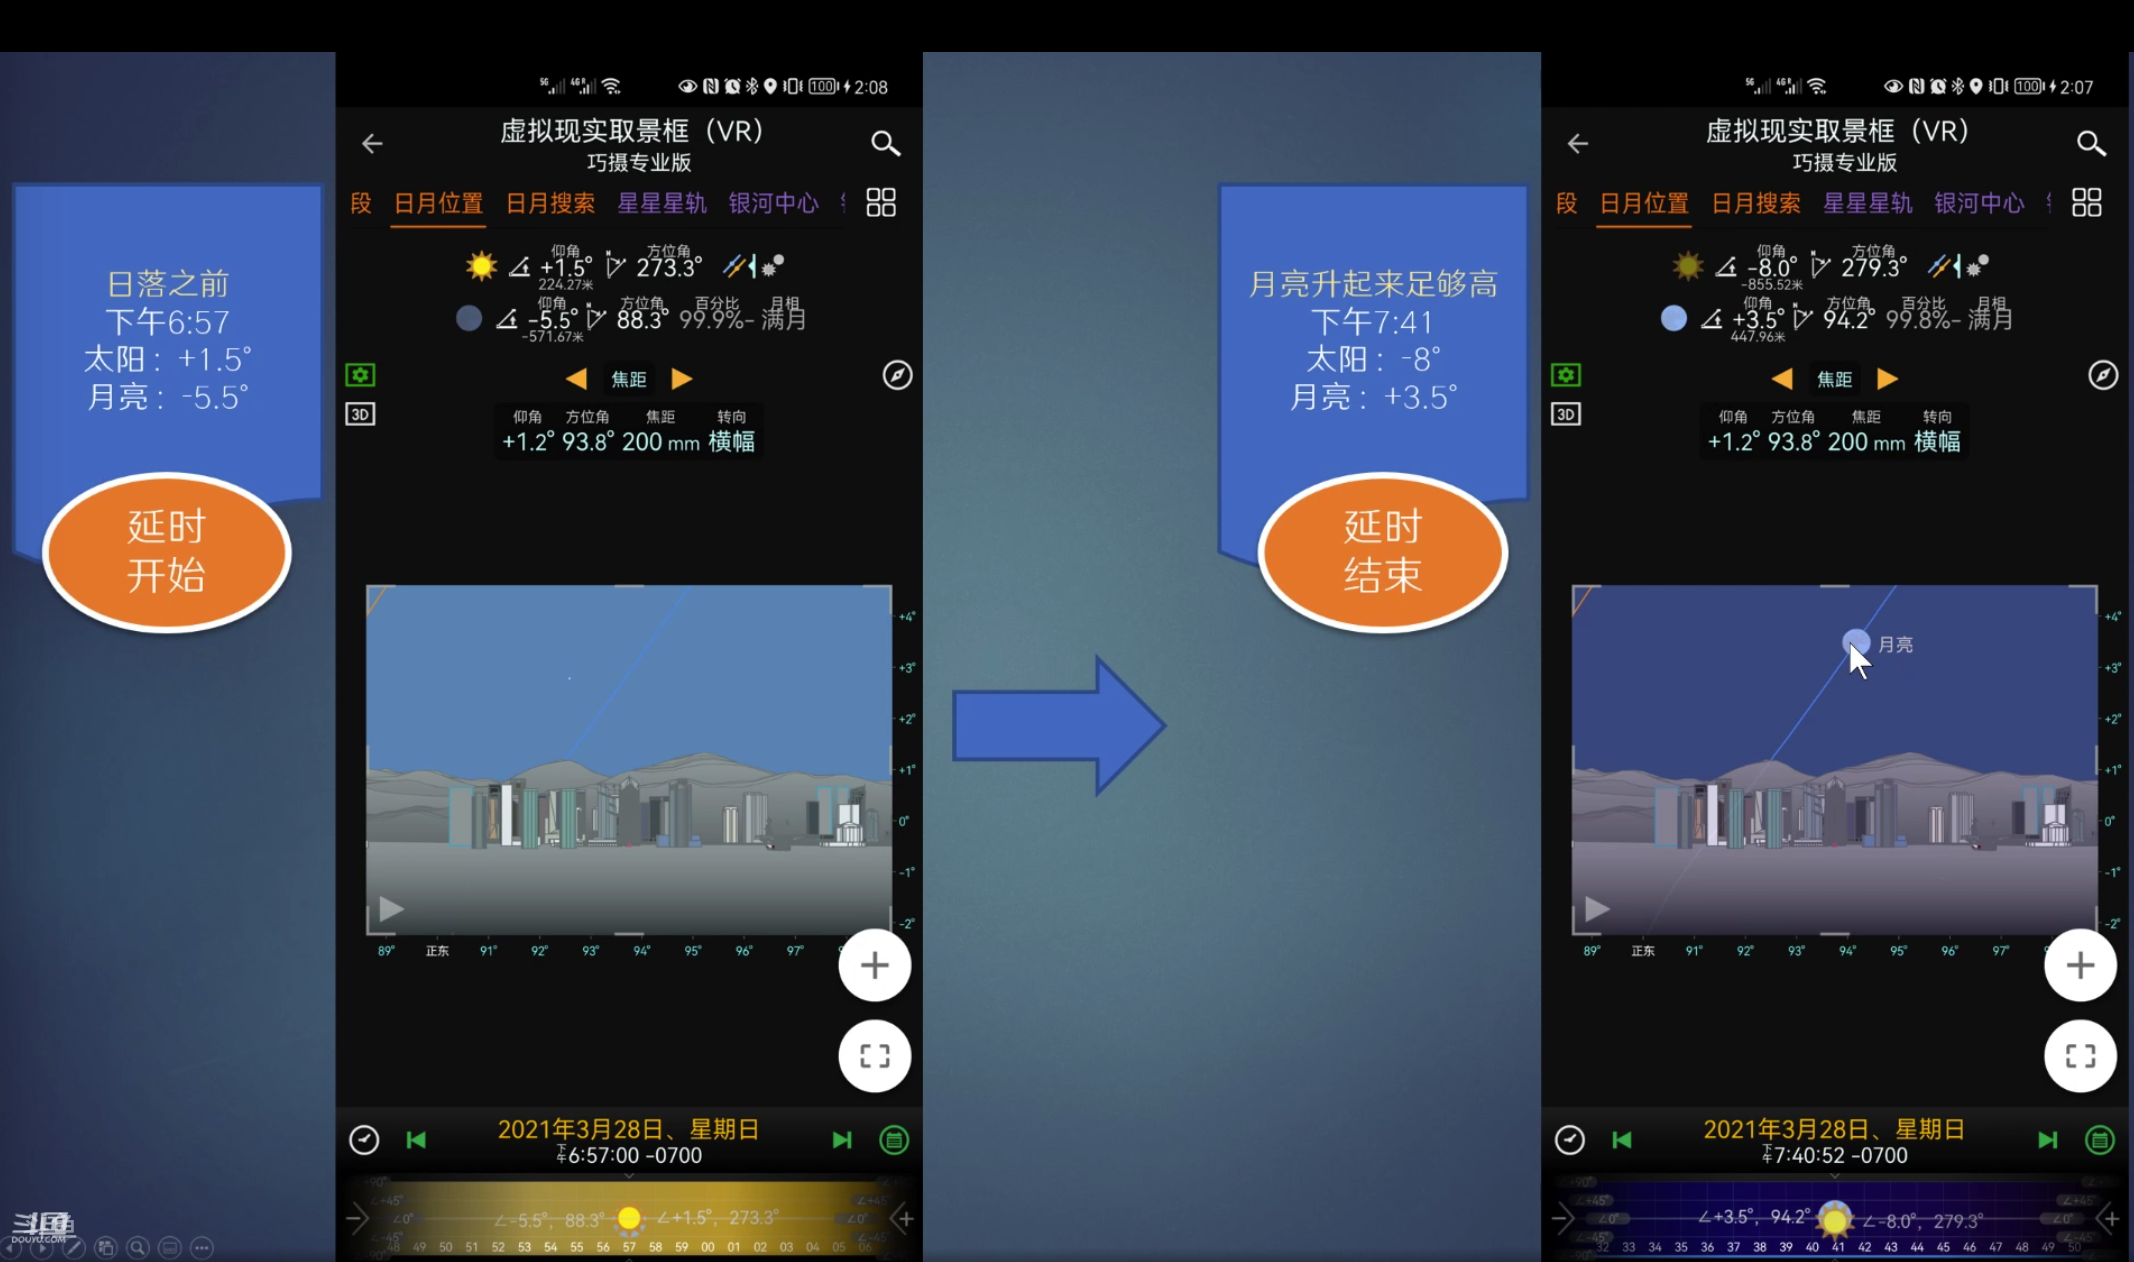 日落之前
下午6:57
太阳：+1.5°
月亮：-5.5°
延时
开始
5G 4G R 100 2:08
虚拟现实取景框（VR）
巧摄专业版
段 日月位置 日月搜索 星星星轨 银河中心
仰角 方位角
+1.5° 273.3°
224.27米
仰角 方位角 百分比 月相
-5.5° 88.3° 99.9%- 满月
-571.67米
焦距
3D
仰角 方位角 焦距 转向
+1.2° 93.8° 200 mm 横幅
+4°
+3°
+2°
+1°
0°
-1°
-2°
89° 正东 91° 92° 93° 94° 95° 96° 97°
2021年3月28日、星期日
下午6:57:00 -0700
∠-5.5°, 88.3° ∠+1.5°, 273.3°
48 49 50 51 52 53 54 55 56 57 58 59 00 01 02 03 04 05 06
月亮升起来足够高
下午7:41
太阳：-8°
月亮：+3.5°
延时
结束
5G 4G R 100 2:07
虚拟现实取景框（VR）
巧摄专业版
段 日月位置 日月搜索 星星星轨 银河中心
仰角 方位角
-8.0° 279.3°
-855.52米
仰角 方位角 百分比 月相
+3.5° 94.2° 99.8%- 满月
447.96米
焦距
3D
仰角 方位角 焦距 转向
+1.2° 93.8° 200 mm 横幅
月亮
+4°
+3°
+2°
+1°
0°
-1°
-2°
89° 正东 91° 92° 93° 94° 95° 96° 97°
2021年3月28日、星期日
下午7:40:52 -0700
∠+3.5°, 94.2° ∠-8.0°, 279.3°
32 33 34 35 36 37 38 39 40 41 42 43 44 45 46 47 48 49 50
斗鱼
DOUYU.COM